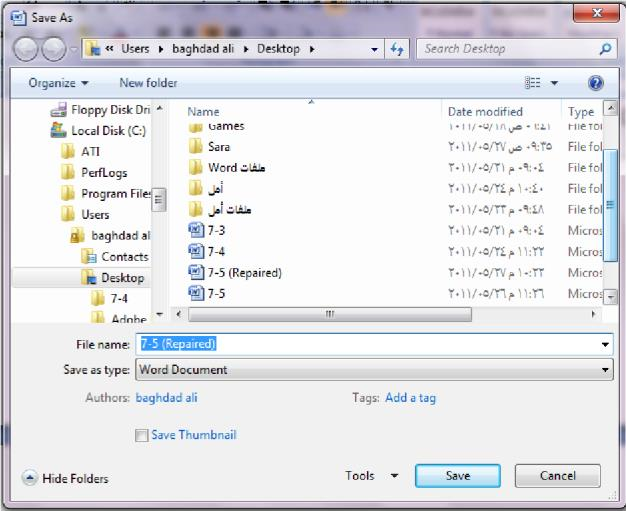 Save As
« Users ▸ baghdad ali ▸ Desktop ▸
Search Desktop
Organize ▾ New folder
Floppy Disk Dri
Local Disk (C:)
ATI
PerfLogs
Program Files
Users
baghdad al
Contacts
Desktop
7-4
Adobe
Name Date modified Type
Games File fol
Sara ٠٩:٣٥ ص ٢٠١١/٠٥/٢٧ File fol
ملفات Word ٠٩:٠٤ م ٢٠١١/٠٥/٢١ File fol
أمل ١٠:٤٠ م ٢٠١١/٠٥/٢٤ File fol
ملفات أمل ٠٩:٤٨ م ٢٠١١/٠٥/٢٣ File fol
7-3 ٠٩:٠٤ م ٢٠١١/٠٥/٢١ Micros
7-4 ١١:٢٢ م ٢٠١١/٠٥/٢٤ Micros
7-5 (Repaired) ١٠:٢٢ م ٢٠١١/٠٥/٢٧ Micros
7-5 ١١:٢٦ م ٢٠١١/٠٥/٢٦ Micros
File name: 7-5 (Repaired)
Save as type: Word Document
Authors: baghdad ali Tags: Add a tag
Save Thumbnail
Hide Folders Tools ▾ Save Cancel